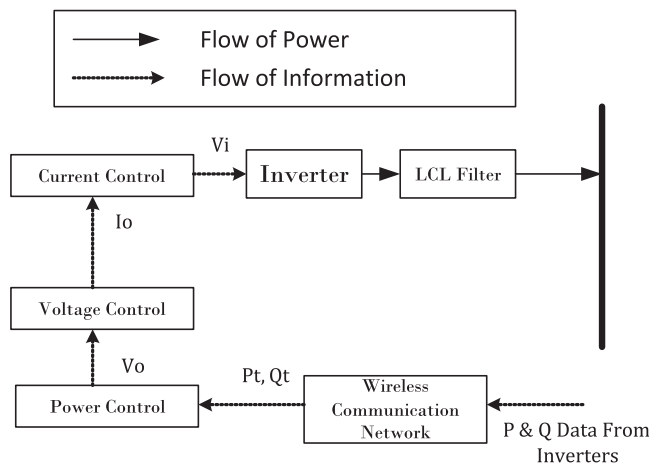 Flow of Power
Flow of Information
Vi
Current Control
Inverter
LCL Filter
Io
Voltage Control
Vo
Pt, Qt
Power Control
Wireless
Communication
Network
P & Q Data From
Inverters